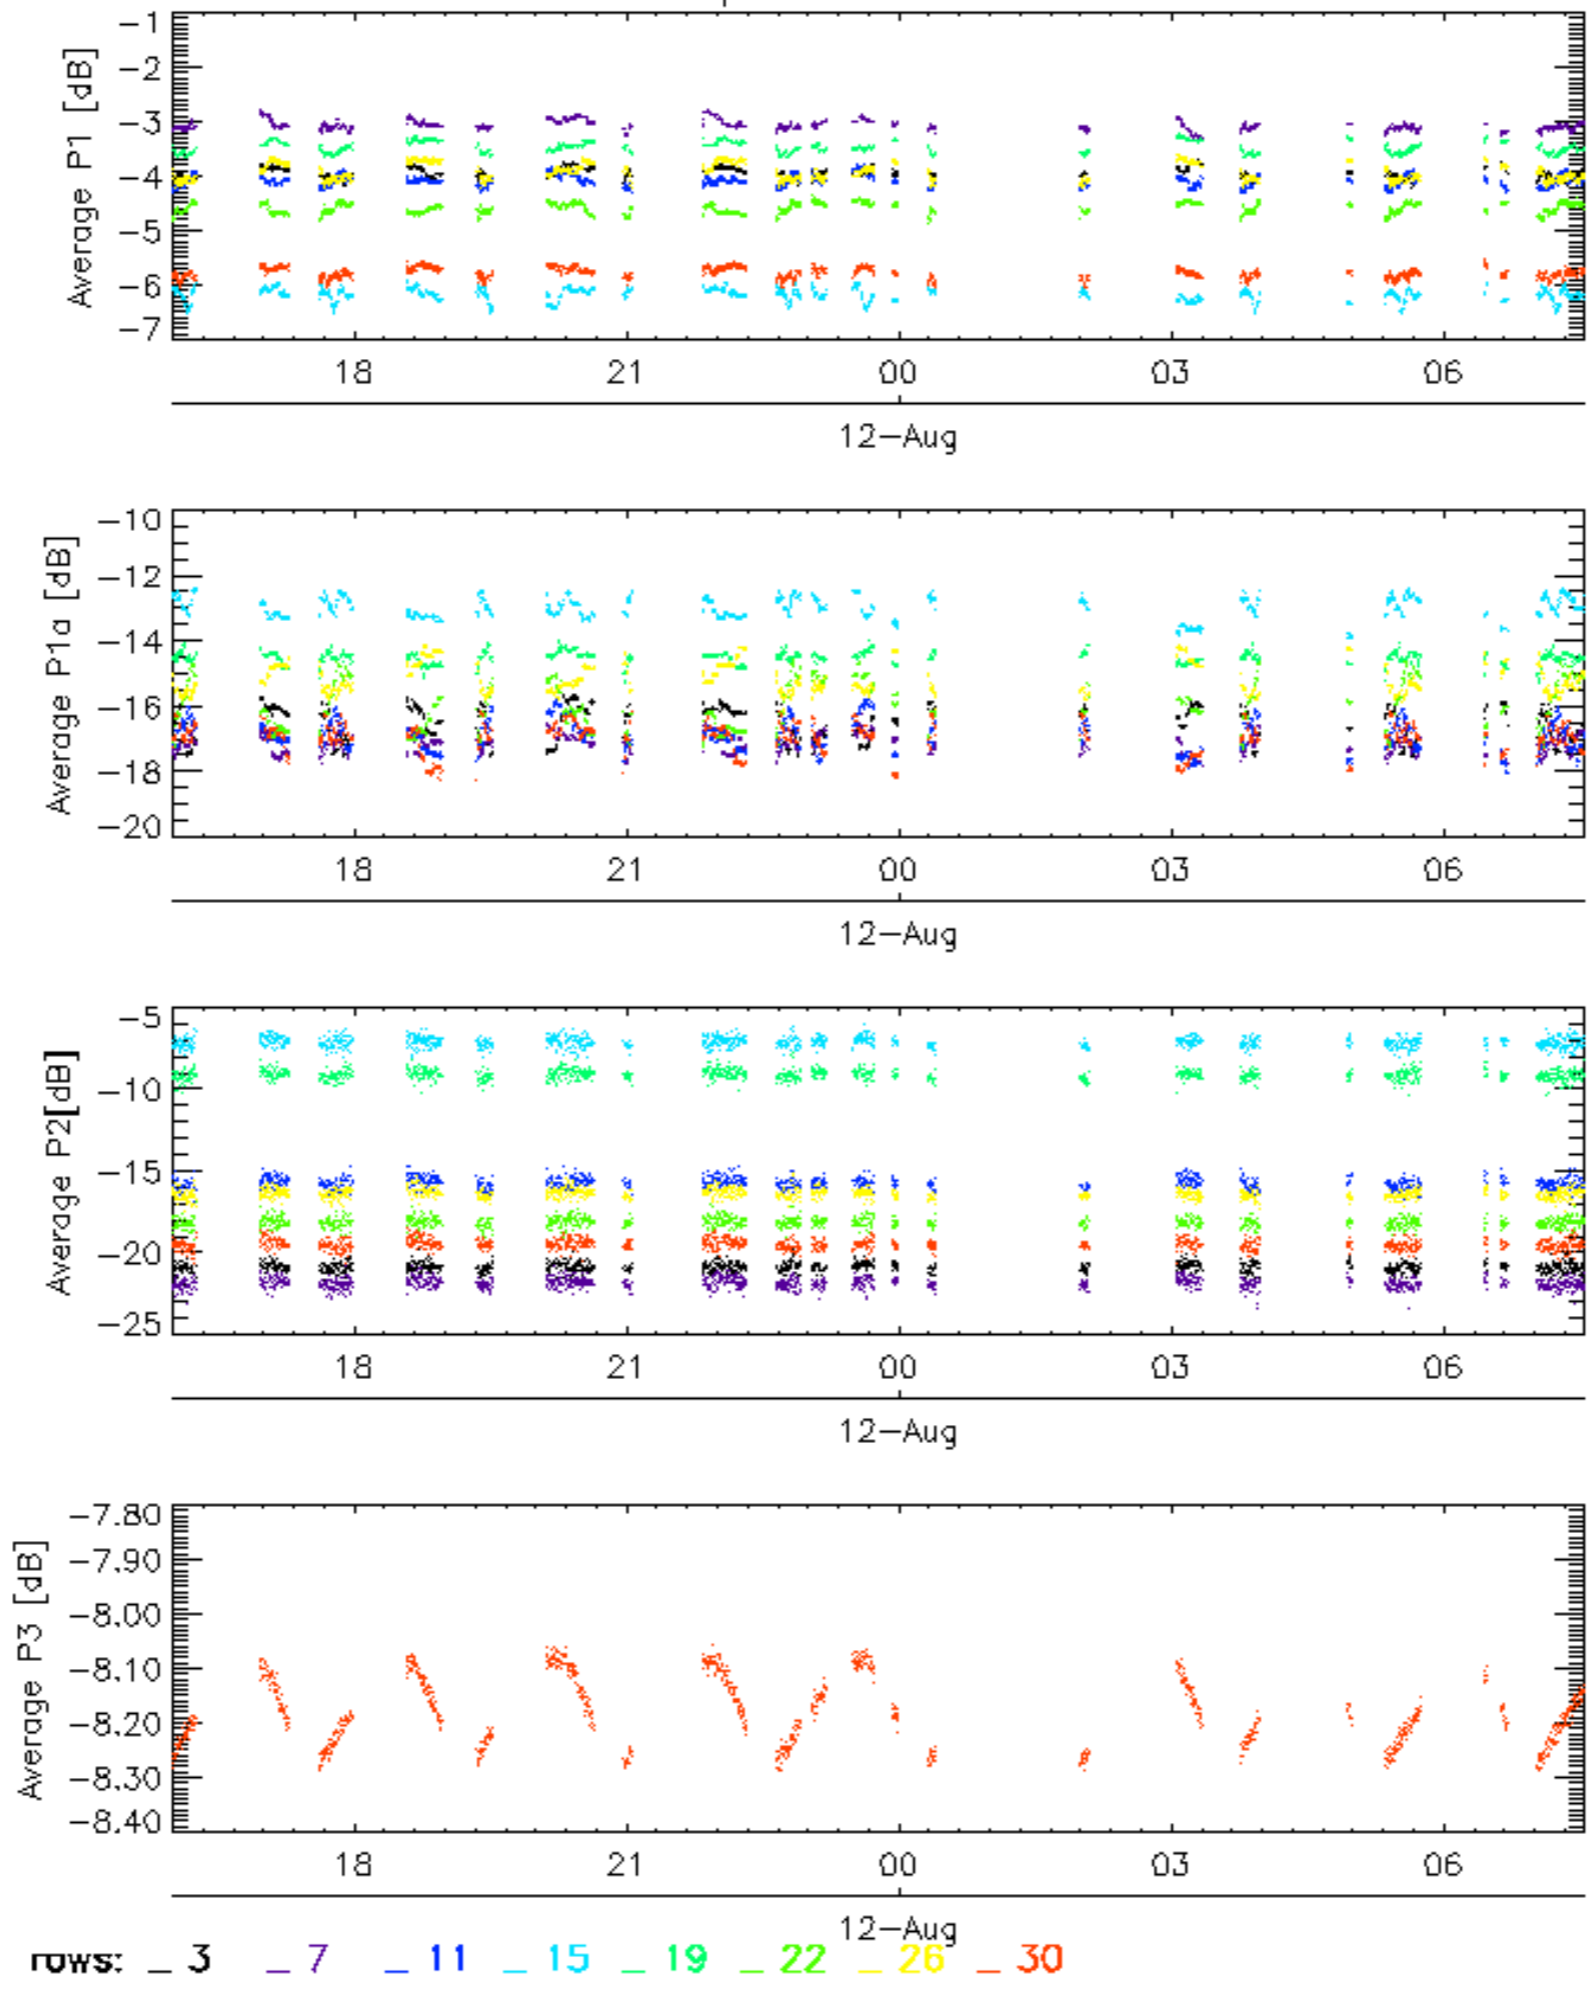 Average P1 [dB]
−1
−2
−3
−4
−5
−6
−7
18 21 00 03 06
12−Aug
Average P1a [dB]
−10
−12
−14
−16
−18
−20
18 21 00 03 06
12−Aug
Average P2[dB]
−5
−10
−15
−20
−25
18 21 00 03 06
12−Aug
Average P3 [dB]
−7.80
−7.90
−8.00
−8.10
−8.20
−8.30
−8.40
18 21 00 03 06
12−Aug
rows: _ 3 _ 7 _ 11 _ 15 _ 19 _ 22 _ 26 _ 30